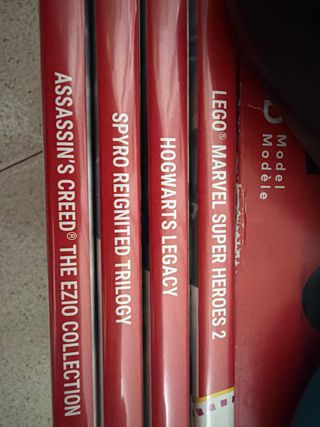 ASSASSIN'S CREED® THE EZIO COLLECTION
SPYRO REIGNITED TRILOGY
HOGWARTS LEGACY
LEGO® MARVEL SUPER HEROES 2
Model
Modèle